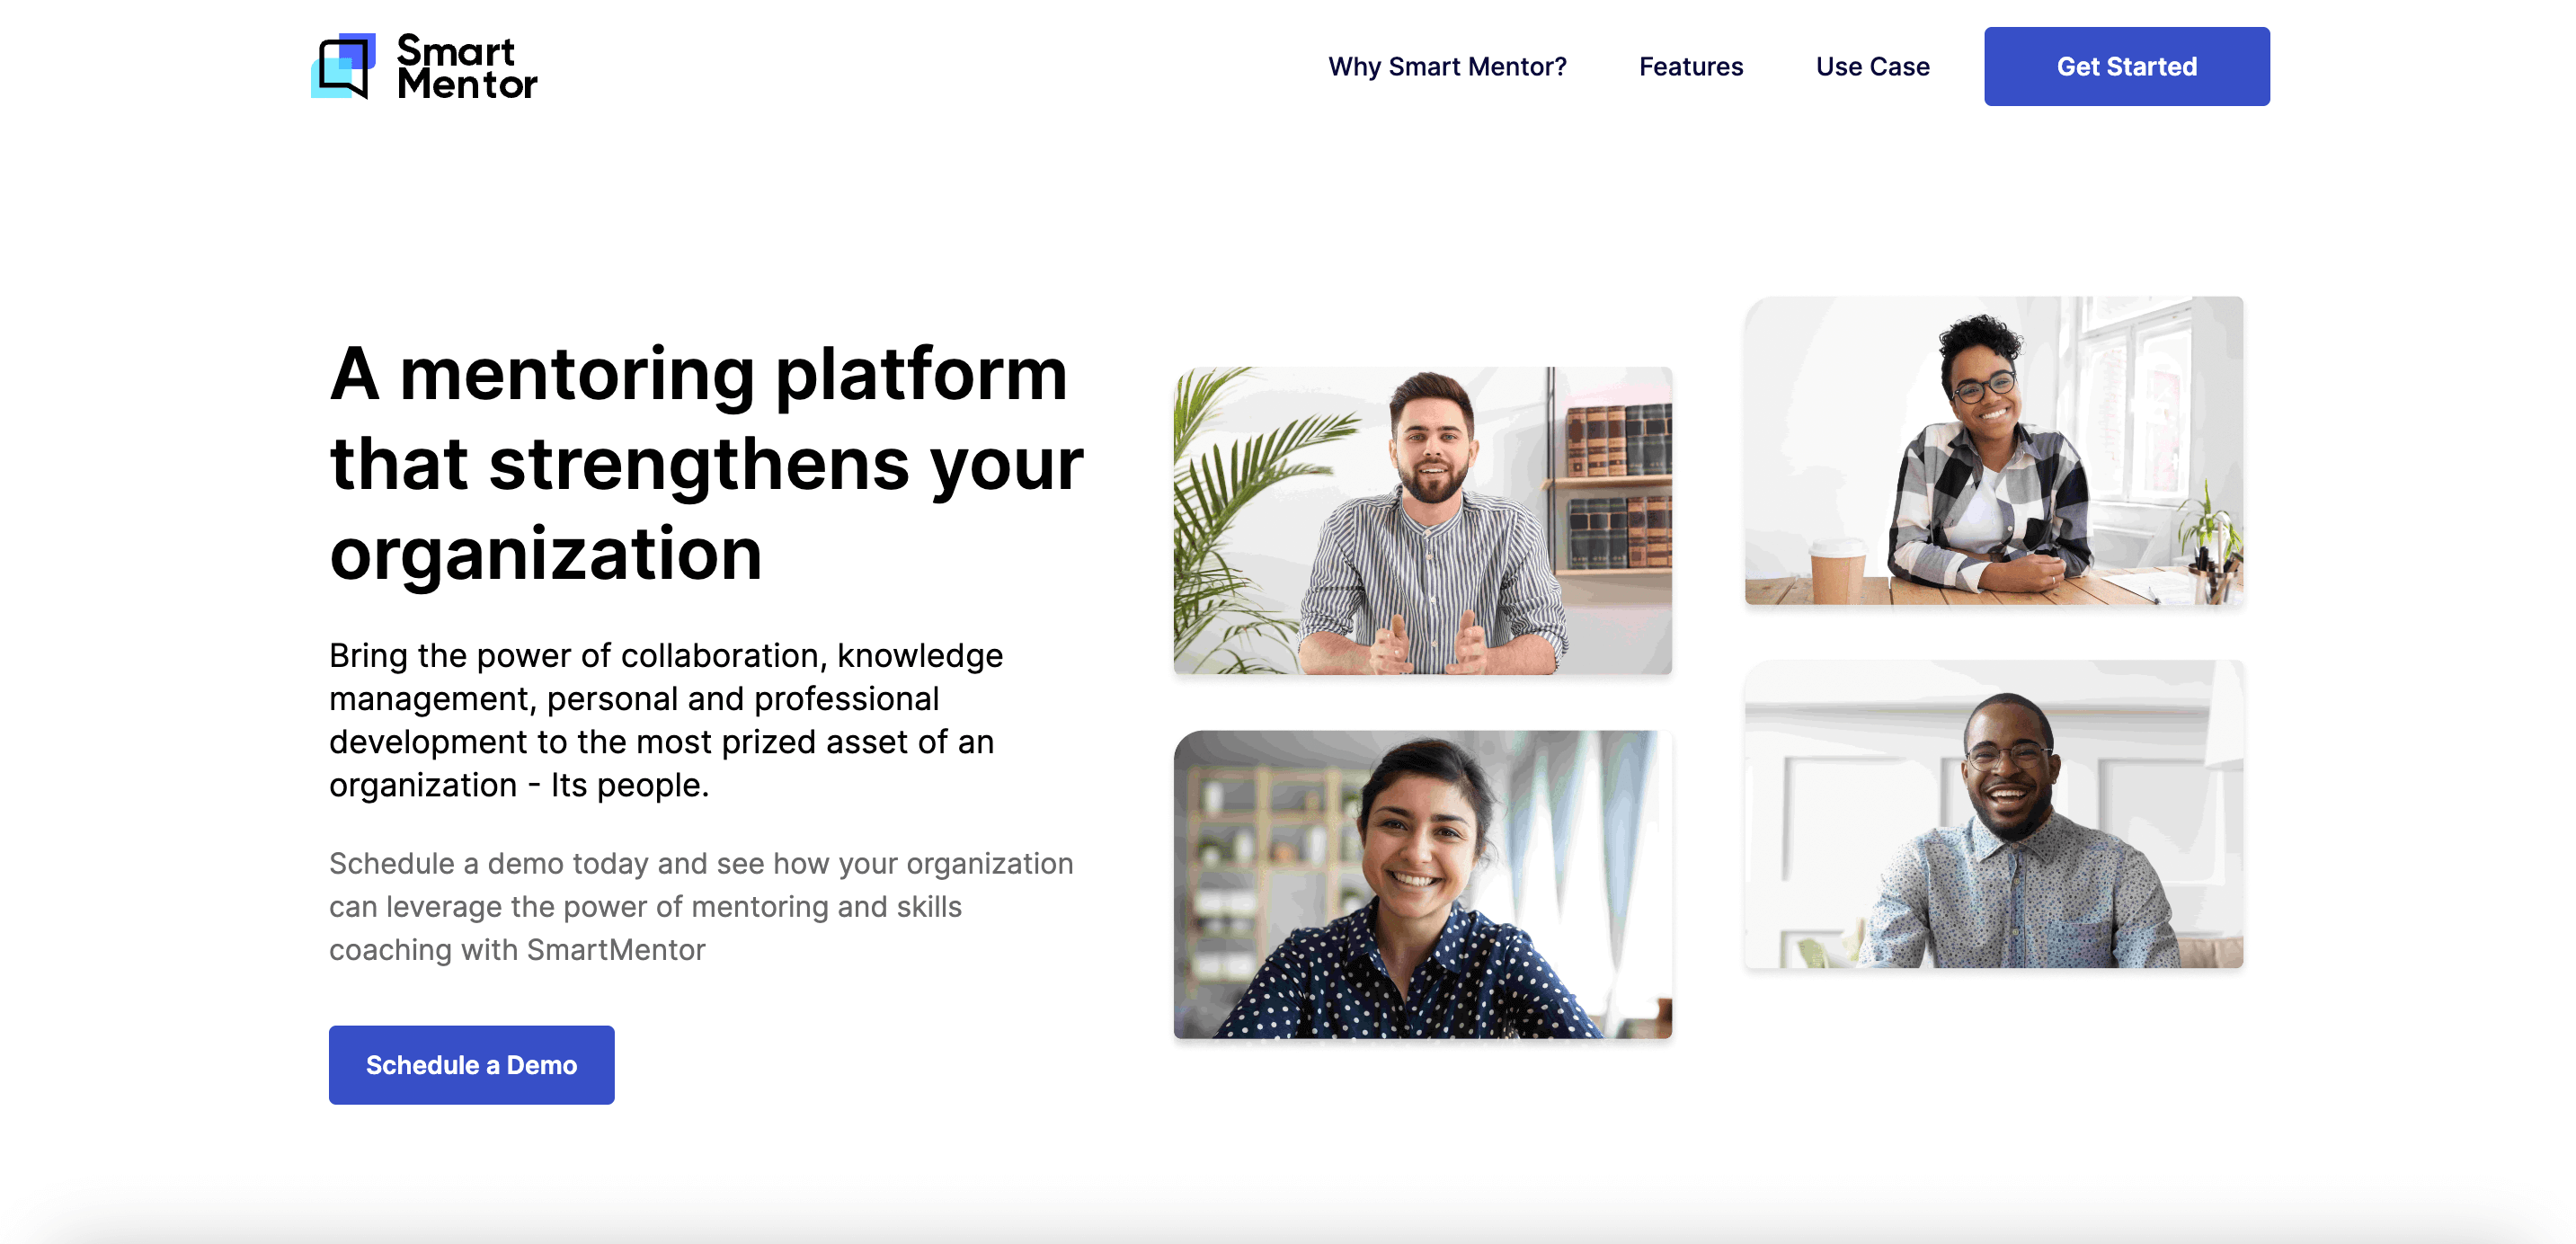 Smart
Mentor
Why Smart Mentor?
Features
Use Case
Get Started
A mentoring platform
that strengthens your
organization
Bring the power of collaboration, knowledge
management, personal and professional
development to the most prized asset of an
organization - Its people.
Schedule a demo today and see how your organization
can leverage the power of mentoring and skills
coaching with SmartMentor
Schedule a Demo